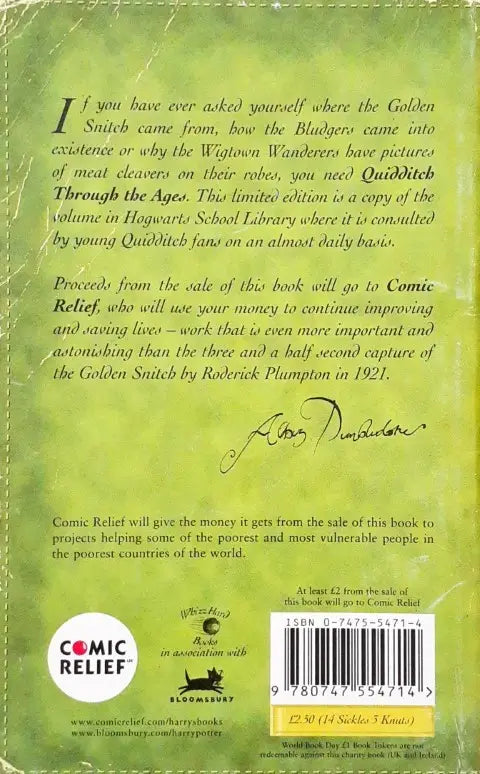 If you have ever asked yourself where the Golden
Snitch came from, how the Bludgers came into
existence or why the Wigtown Wanderers have pictures
of meat cleavers on their robes, you need Quidditch
Through the Ages. This limited edition is a copy of the
volume in Hogwarts School Library where it is consulted
by young Quidditch fans on an almost daily basis.
Proceeds from the sale of this book will go to Comic
Relief, who will use your money to continue improving
and saving lives – work that is even more important and
astonishing than the three and a half second capture of
the Golden Snitch by Roderick Plumpton in 1921.
Albus Dumbledore
Comic Relief will give the money it gets from the sale of this book to
projects helping some of the poorest and most vulnerable people in
the poorest countries of the world.
COMIC
RELIEF
Whizz Hard
Books
in association with
BLOOMSBURY
www.comicrelief.com/harrysbooks
www.bloomsbury.com/harrypotter
At least £2 from the sale of
this book will go to Comic Relief
ISBN 0-7475-5471-4
9 780747 554714 >
£2.50 (14 Sickles 3 Knuts)
World Book Day £1 Book Tokens are not
redeemable against this charity book (UK and Ireland)